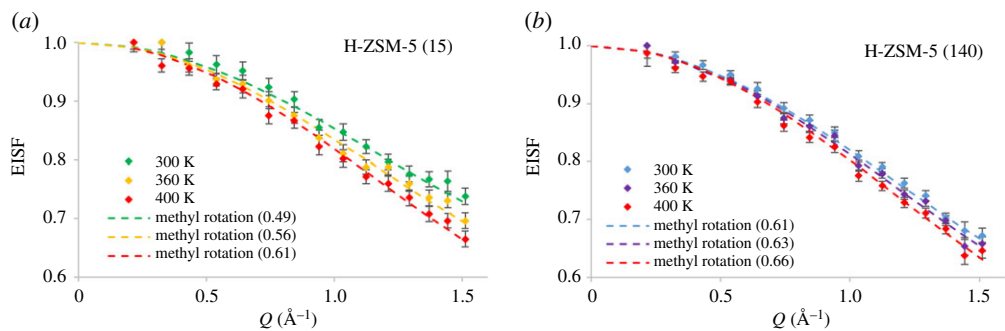 (a)
H-ZSM-5 (15)
1.0
0.9
0.8
0.7
0.6
EISF
300 K
360 K
400 K
methyl rotation (0.49)
methyl rotation (0.56)
methyl rotation (0.61)
0
0.5
1.0
1.5
Q (Å⁻¹)
(b)
H-ZSM-5 (140)
1.0
0.9
0.8
0.7
0.6
EISF
300 K
360 K
400 K
methyl rotation (0.61)
methyl rotation (0.63)
methyl rotation (0.66)
0
0.5
1.0
1.5
Q (Å⁻¹)